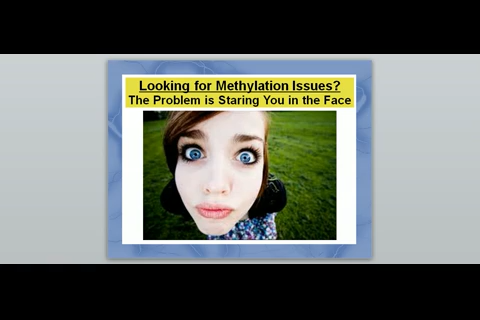 Looking for Methylation Issues?
The Problem is Staring You in the Face